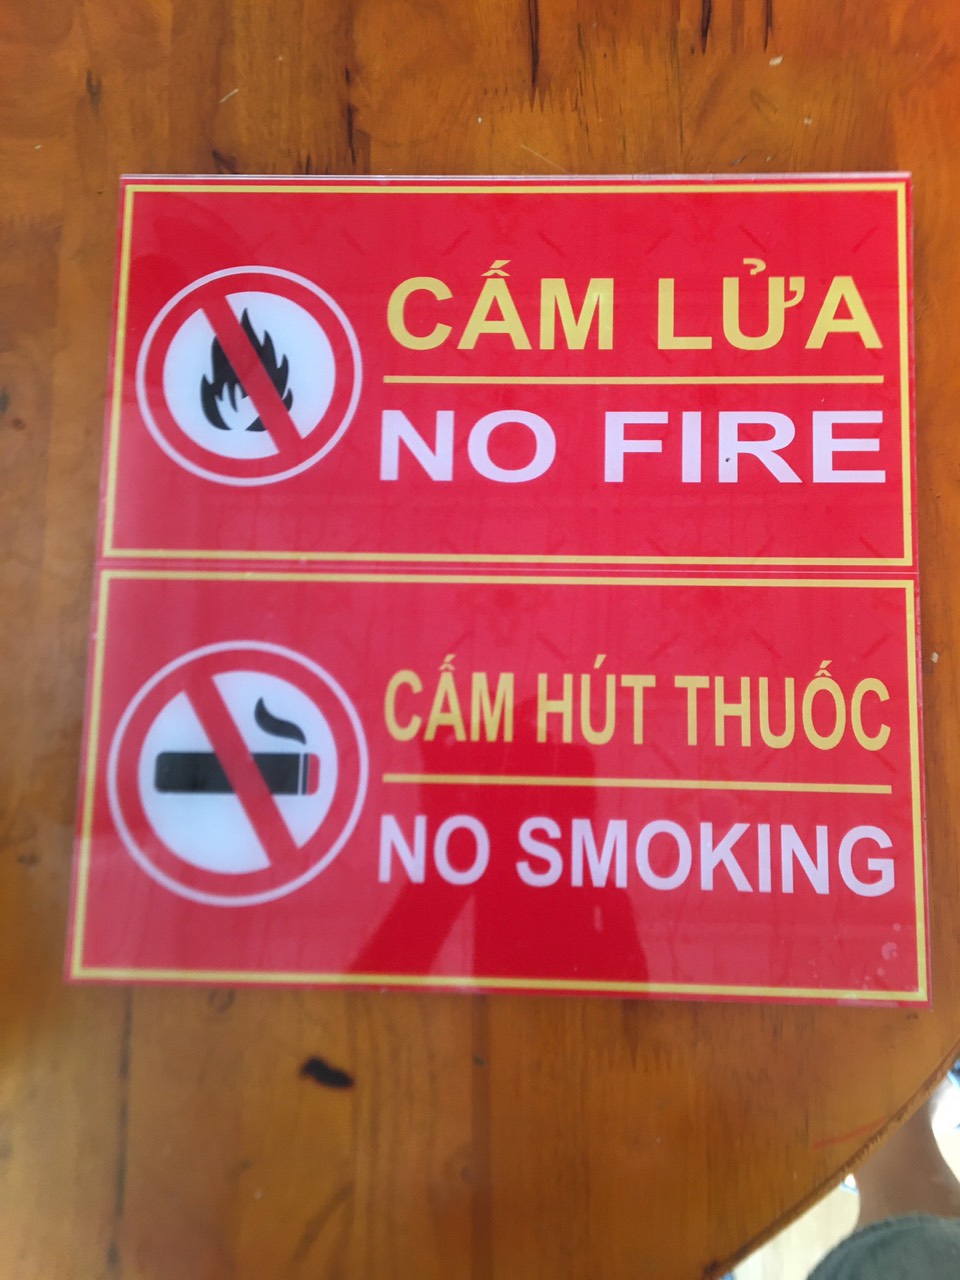 CẤM LỬA
NO FIRE
CẤM HÚT THUỐC
NO SMOKING